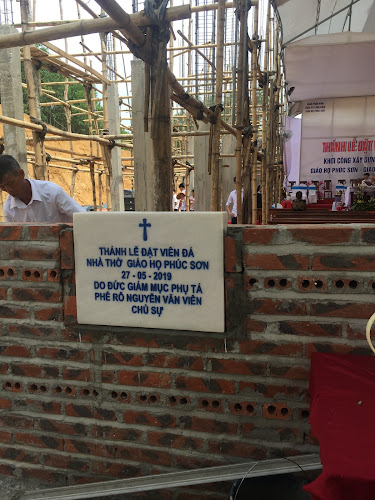 THÁNH LỄ ĐẶT VIÊN ĐÁ
NHÀ THỜ GIÁO HỌ PHÚC SƠN
27 - 05 - 2019
DO ĐỨC GIÁM MỤC PHỤ TÁ
PHÊ RÔ NGUYỄN VĂN VIÊN
CHỦ SỰ
THÁNH LỄ ĐẶT
KHỞI CÔNG XÂY DỰNG
GIÁO HỌ PHÚC SƠN - GIÁO